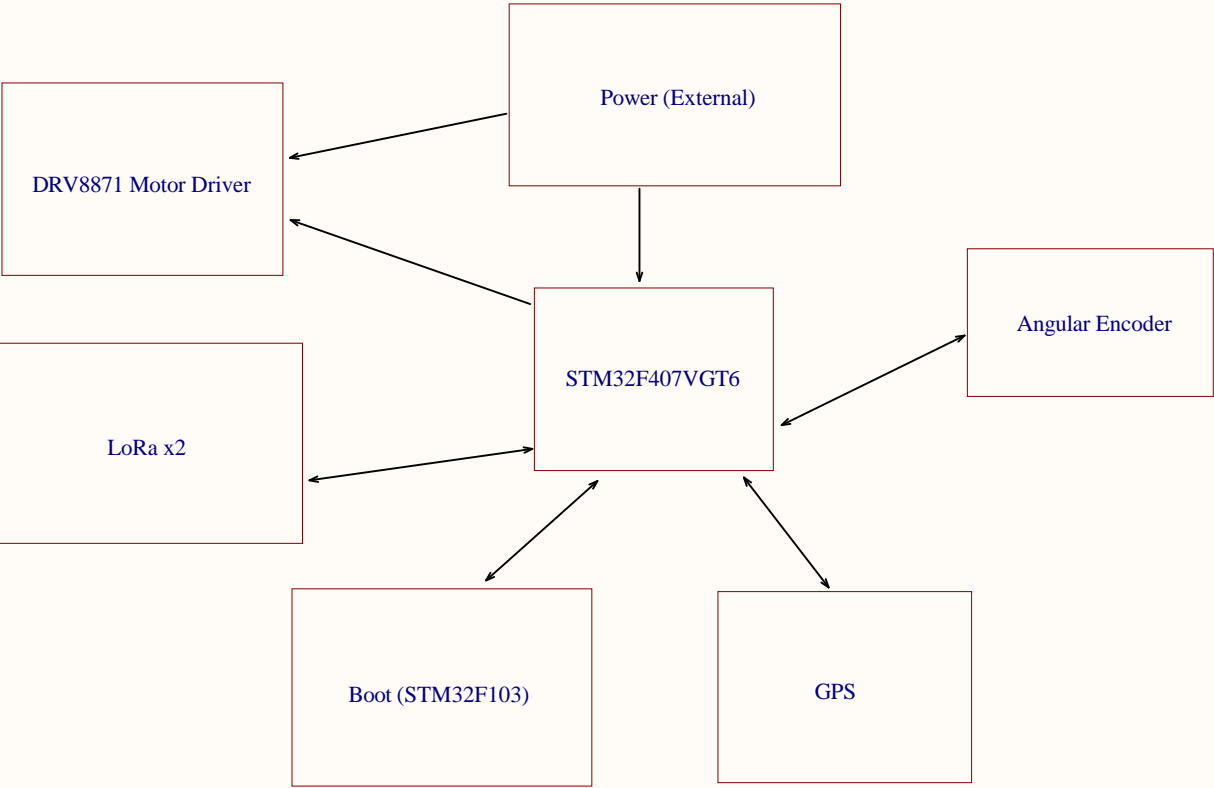 Power (External)
DRV8871 Motor Driver
Angular Encoder
STM32F407VGT6
LoRa x2
Boot (STM32F103)
GPS